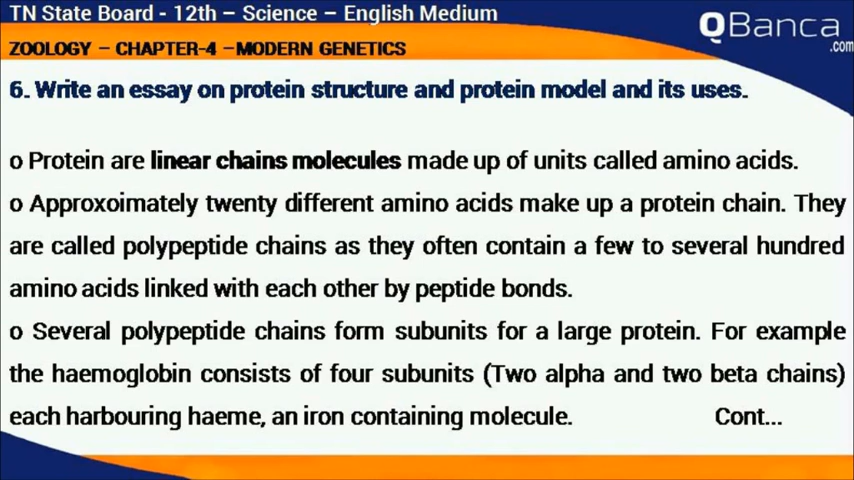 TN State Board - 12th – Science – English Medium
QBanca
.com
ZOOLOGY – CHAPTER-4 –MODERN GENETICS
6. Write an essay on protein structure and protein model and its uses.
o Protein are linear chains molecules made up of units called amino acids.
o Approxoimately twenty different amino acids make up a protein chain. They
are called polypeptide chains as they often contain a few to several hundred
amino acids linked with each other by peptide bonds.
o Several polypeptide chains form subunits for a large protein. For example
the haemoglobin consists of four subunits (Two alpha and two beta chains)
each harbouring haeme, an iron containing molecule. Cont...